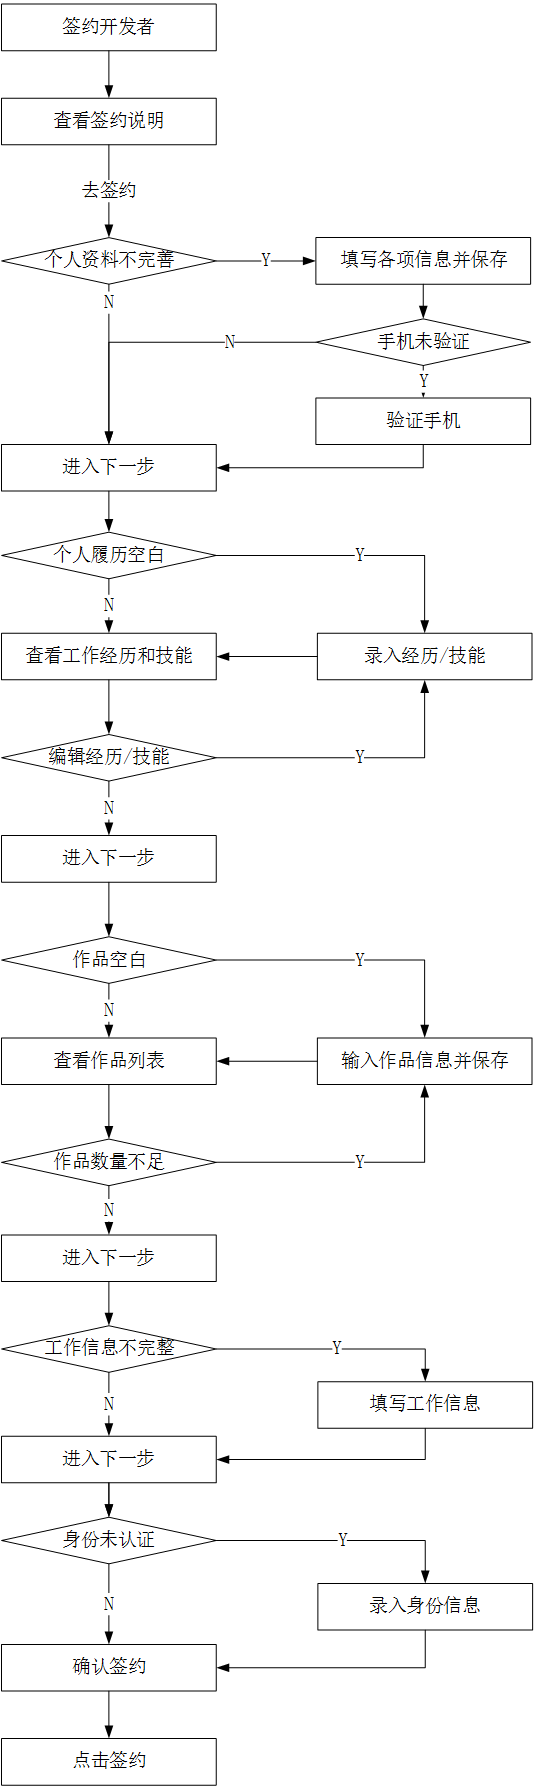 签约开发者
查看签约说明
去签约
个人资料不完善
Y
填写各项信息并保存
N
手机未验证
N
Y
验证手机
进入下一步
个人履历空白
Y
N
查看工作经历和技能
录入经历/技能
编辑经历/技能
Y
N
进入下一步
作品空白
Y
N
查看作品列表
输入作品信息并保存
作品数量不足
Y
N
进入下一步
工作信息不完整
Y
填写工作信息
N
进入下一步
身份未认证
Y
录入身份信息
N
确认签约
点击签约